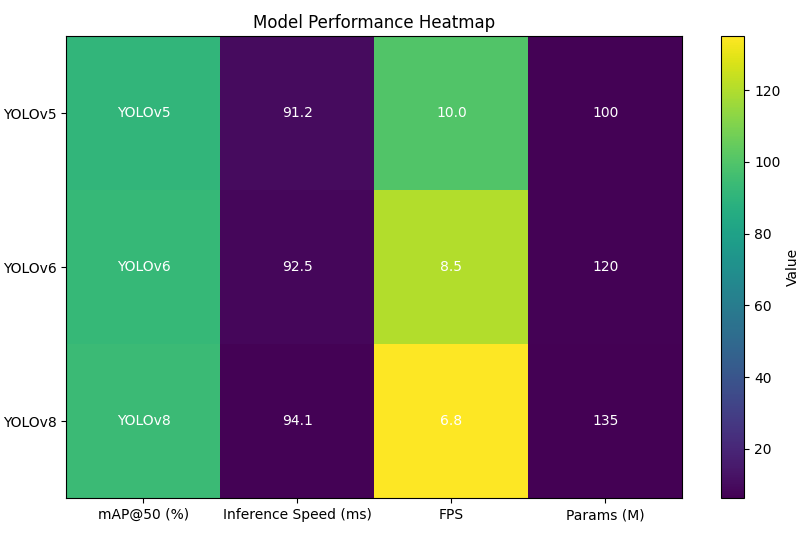 Model Performance Heatmap
YOLOv5 YOLOv5 91.2 10.0 100
YOLOv6 YOLOv6 92.5 8.5 120
YOLOv8 YOLOv8 94.1 6.8 135
mAP@50 (%) Inference Speed (ms) FPS Params (M)
120
100
80
60
40
20
Value